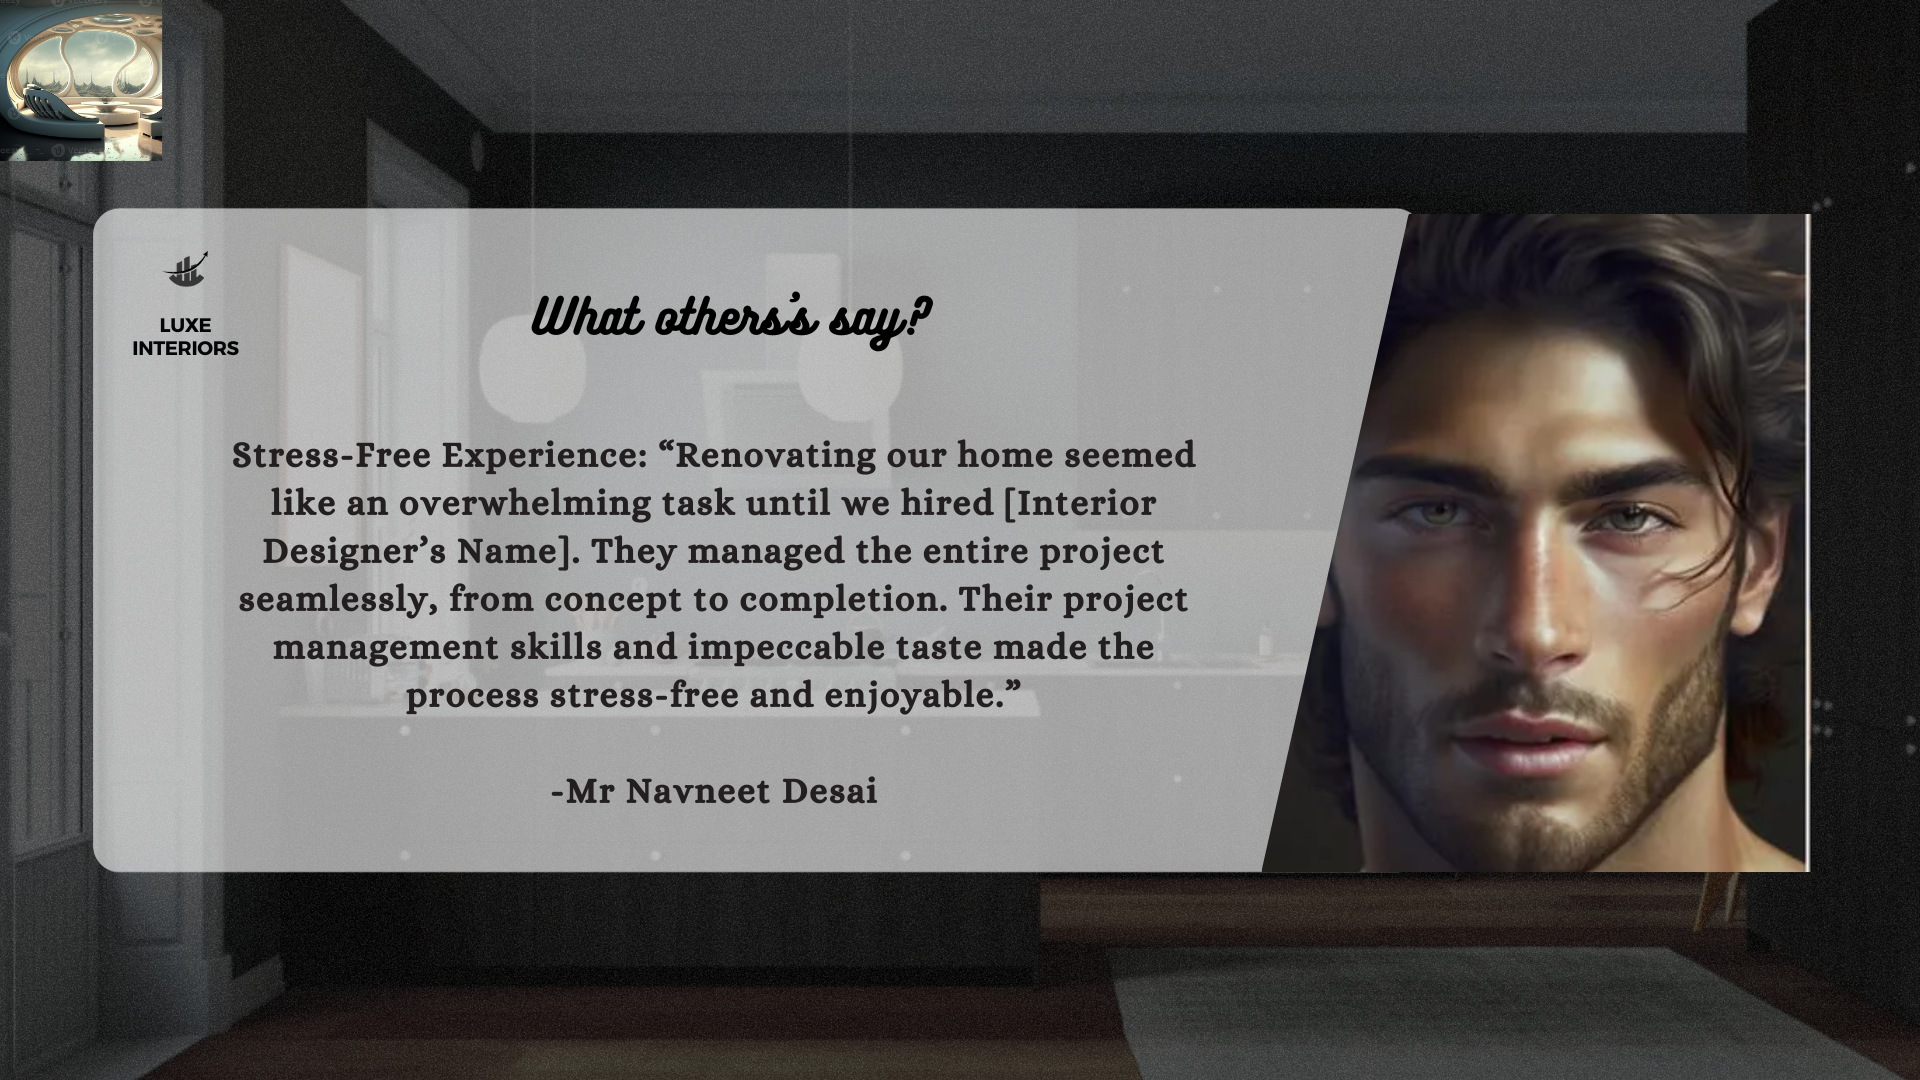 LUXE
INTERIORS
What others's say?
Stress-Free Experience: “Renovating our home seemed
like an overwhelming task until we hired [Interior
Designer’s Name]. They managed the entire project
seamlessly, from concept to completion. Their project
management skills and impeccable taste made the
process stress-free and enjoyable.”
-Mr Navneet Desai